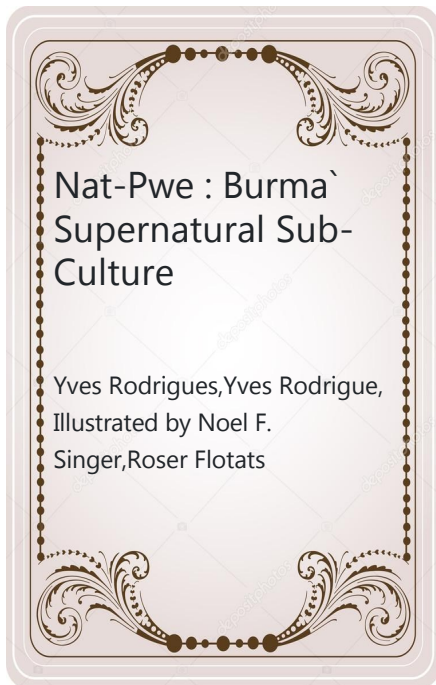 Nat-Pwe : Burma`
Supernatural Sub-
Culture
Yves Rodrigues,Yves Rodrigue,
Illustrated by Noel F.
Singer,Roser Flotats